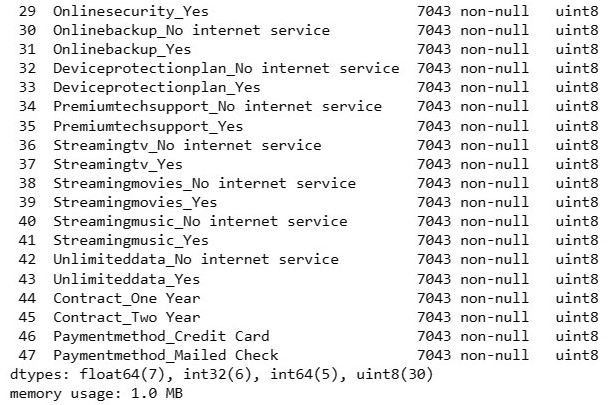 29 Onlinesecurity_Yes 7043 non-null uint8
30 Onlinebackup_No internet service 7043 non-null uint8
31 Onlinebackup_Yes 7043 non-null uint8
32 Deviceprotectionplan_No internet service 7043 non-null uint8
33 Deviceprotectionplan_Yes 7043 non-null uint8
34 Premiumtechsupport_No internet service 7043 non-null uint8
35 Premiumtechsupport_Yes 7043 non-null uint8
36 Streamingtv_No internet service 7043 non-null uint8
37 Streamingtv_Yes 7043 non-null uint8
38 Streamingmovies_No internet service 7043 non-null uint8
39 Streamingmovies_Yes 7043 non-null uint8
40 Streamingmusic_No internet service 7043 non-null uint8
41 Streamingmusic_Yes 7043 non-null uint8
42 Unlimiteddata_No internet service 7043 non-null uint8
43 Unlimiteddata_Yes 7043 non-null uint8
44 Contract_One Year 7043 non-null uint8
45 Contract_Two Year 7043 non-null uint8
46 Paymentmethod_Credit Card 7043 non-null uint8
47 Paymentmethod_Mailed Check 7043 non-null uint8
dtypes: float64(7), int32(6), int64(5), uint8(30)
memory usage: 1.0 MB